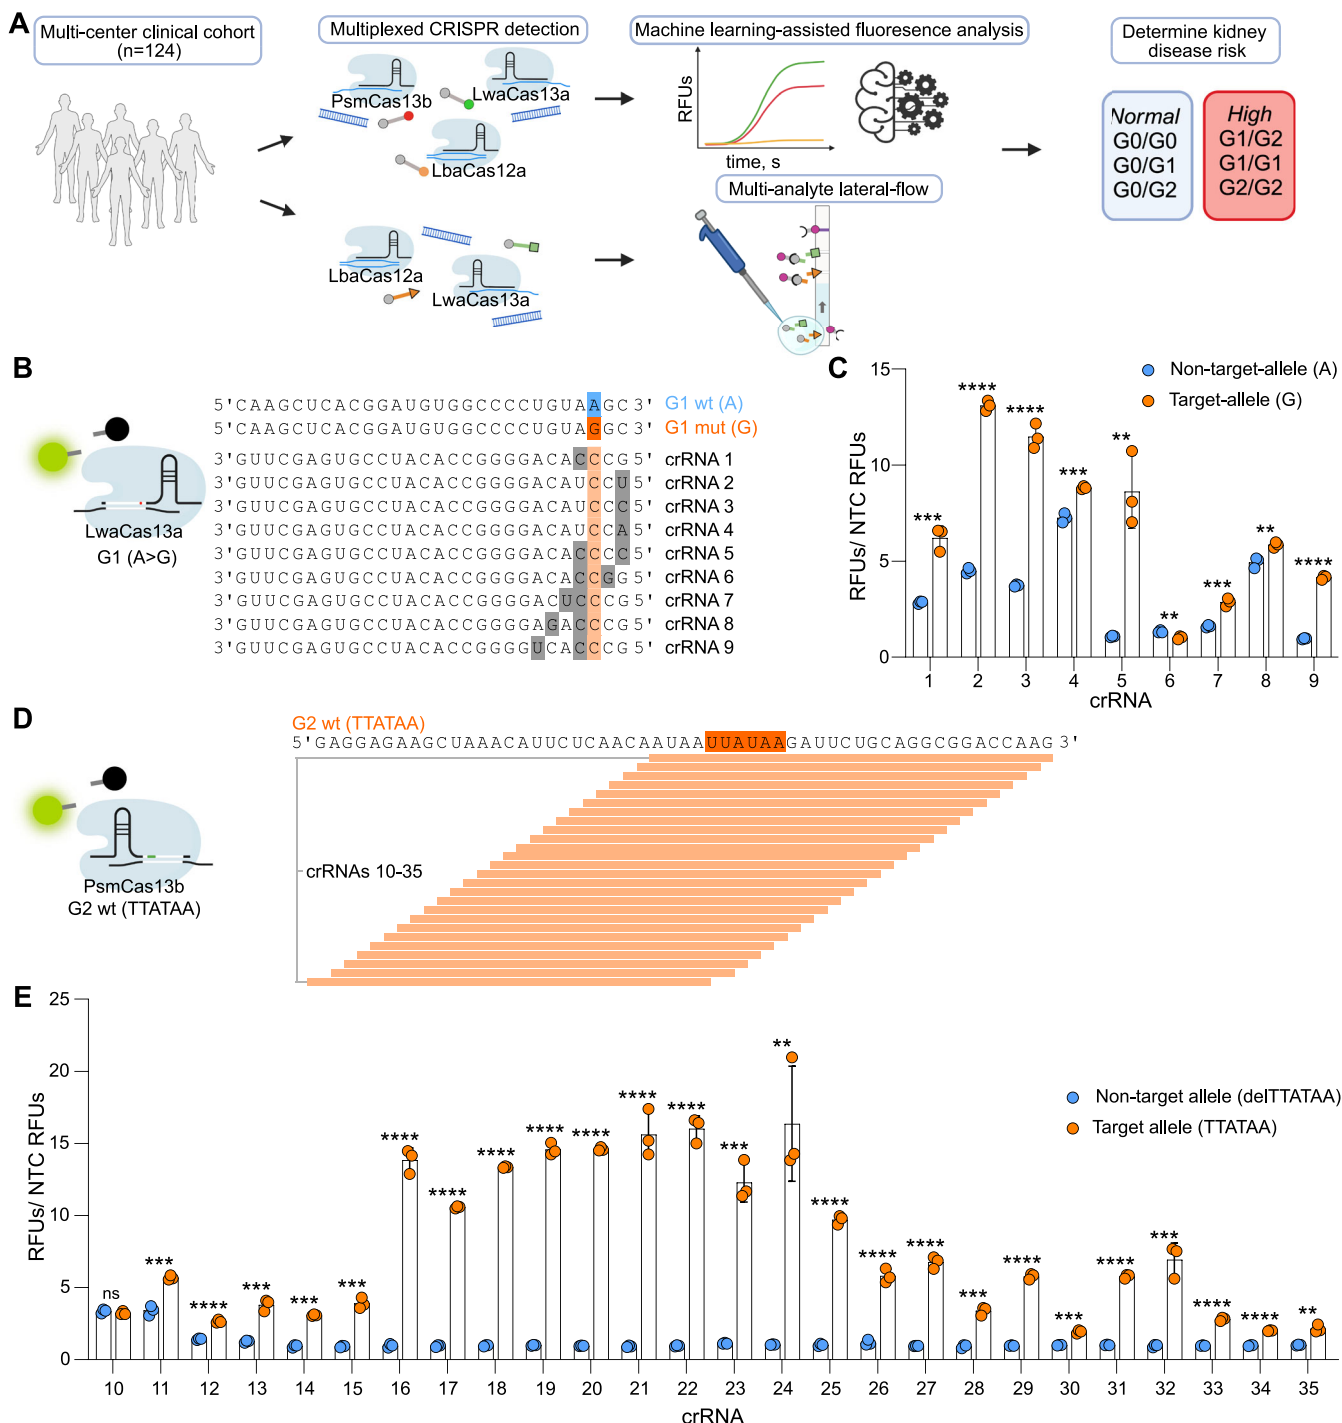 A
Multi-center clinical cohort
(n=124)
PsmCas13b
LwaCas13a
LbaCas12a
LbaCas12a
LwaCas13a
Multiplexed CRISPR detection
Machine learning-assisted fluoresence analysis
RFUs
time, s
Multi-analyte lateral-flow
Determine kidney
disease risk
Normal
G0/G0
G0/G1
G0/G2
High
G1/G2
G1/G1
G2/G2
B
LwaCas13a
G1 (A>G)
5'CAAGCUCACGGAUGUGGCCCCUGUAAGC3' G1 wt (A)
5'CAAGCUCACGGAUGUGGCCCCUGUAGGC3' G1 mut (G)
3'GUUCGAGUGCCUACACCGGGGACACCCG5' crRNA 1
3'GUUCGAGUGCCUACACCGGGGACAUCCU5' crRNA 2
3'GUUCGAGUGCCUACACCGGGGACAUCCC5' crRNA 3
3'GUUCGAGUGCCUACACCGGGGACAUCCA5' crRNA 4
3'GUUCGAGUGCCUACACCGGGGACACCCC5' crRNA 5
3'GUUCGAGUGCCUACACCGGGGACACCGG5' crRNA 6
3'GUUCGAGUGCCUACACCGGGGACUCCCG5' crRNA 7
3'GUUCGAGUGCCUACACCGGGGAGACCCG5' crRNA 8
3'GUUCGAGUGCCUACACCGGGGUCACCCG5' crRNA 9
C
RFUs/ NTC RFUs
15
10
5
0
Non-target-allele (A)
Target-allele (G)
*** **** **** *** ** ** *** ** ****
1 2 3 4 5 6 7 8 9
crRNA
D
PsmCas13b
G2 wt (TTATAA)
G2 wt (TTATAA)
5'GAGGAGAAGCUAAACAUUCUCAACAAUAAUUAUAAGAUUCUGCAGGCGGACCAAG3'
crRNAs 10-35
E
RFUs/ NTC RFUs
25
20
15
10
5
0
Non-target allele (delTTATAA)
Target allele (TTATAA)
ns *** **** *** *** *** **** **** **** **** **** **** **** *** ** **** **** **** *** **** *** **** *** **** **** **
10 11 12 13 14 15 16 17 18 19 20 21 22 23 24 25 26 27 28 29 30 31 32 33 34 35
crRNA